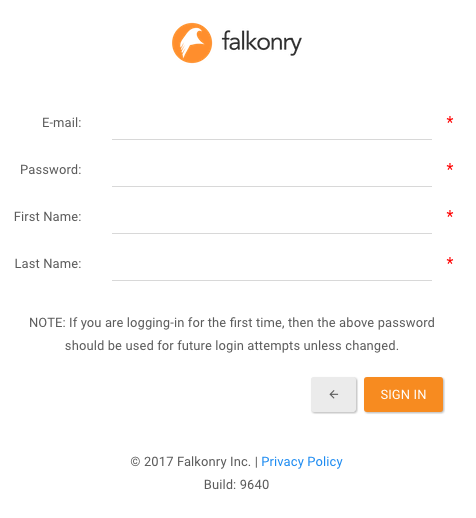 falkonry
E-mail: *
Password: *
First Name: *
Last Name: *
NOTE: If you are logging-in for the first time, then the above password
should be used for future login attempts unless changed.
← SIGN IN
© 2017 Falkonry Inc. | Privacy Policy
Build: 9640